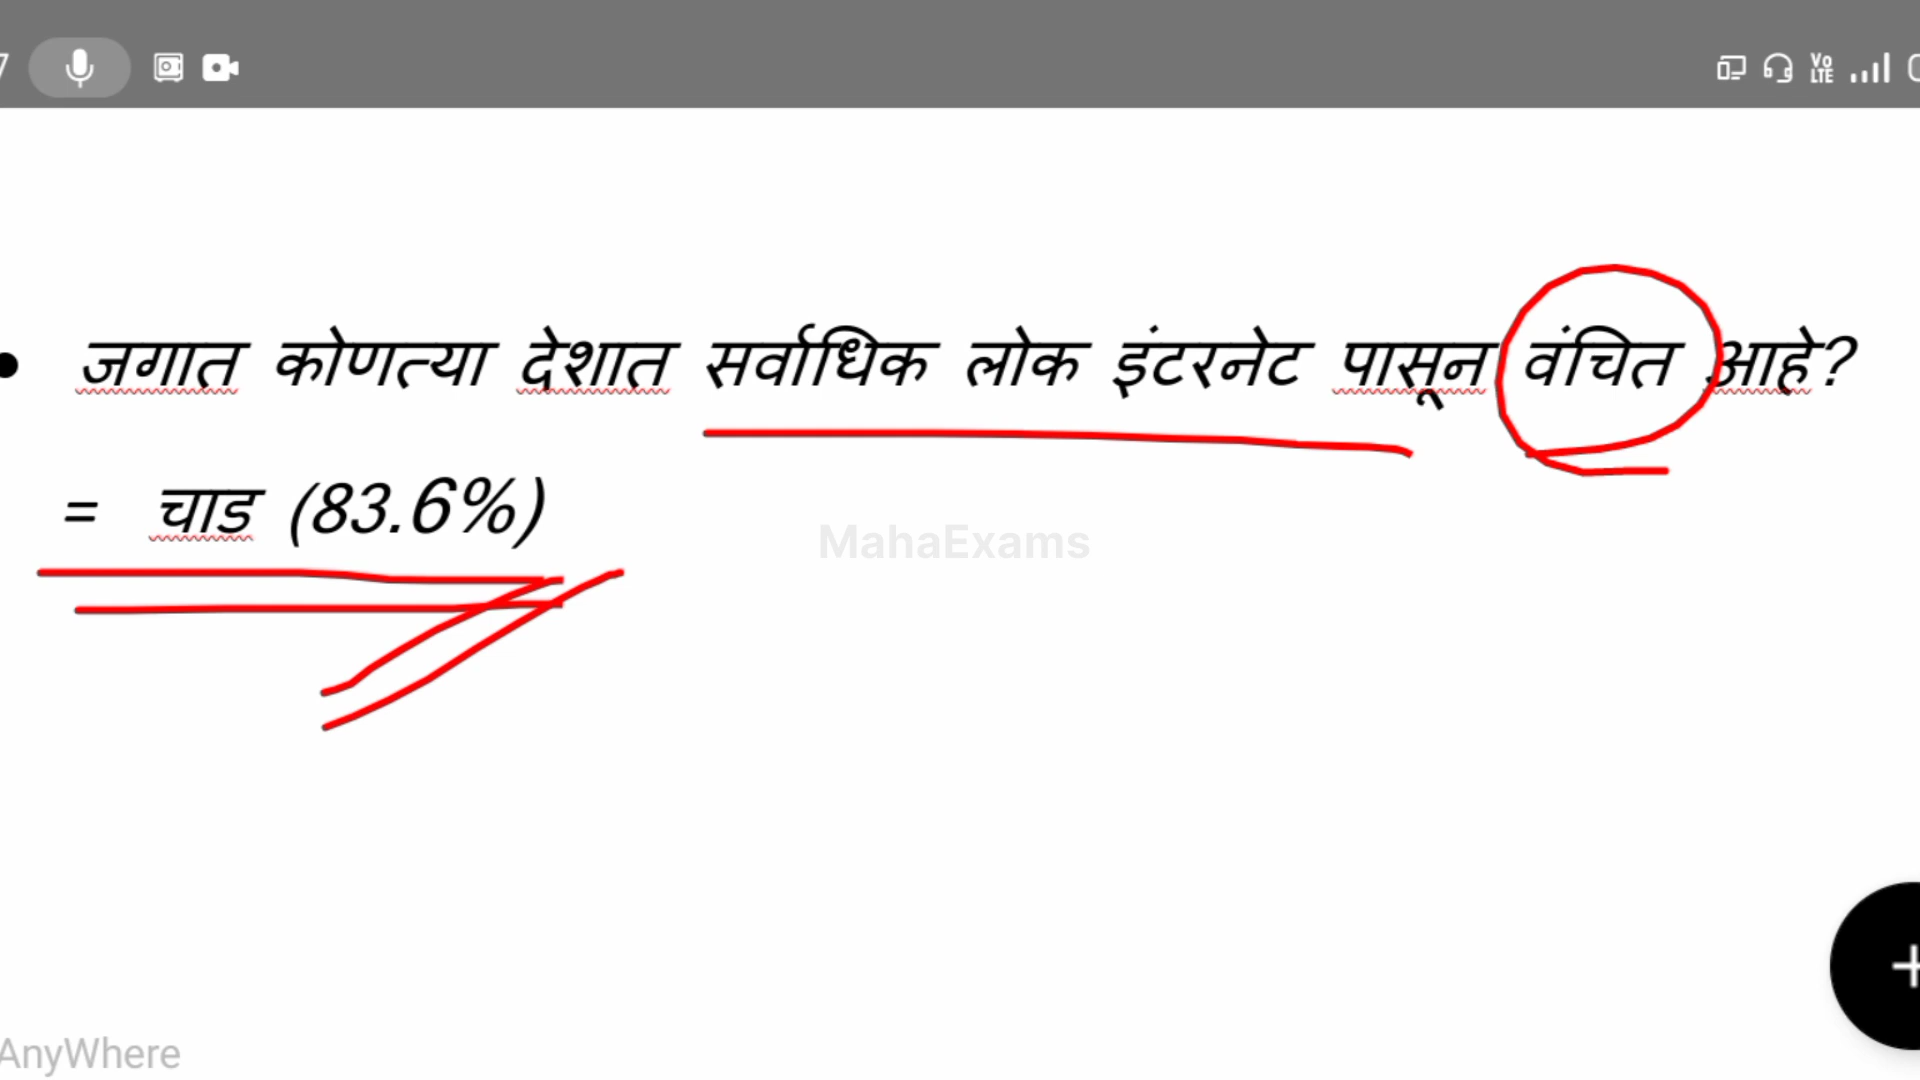 जगात कोणत्या देशात सर्वाधिक लोक इंटरनेट पासून वंचित आहे?
= चाड (83.6%)
MahaExams
AnyWhere